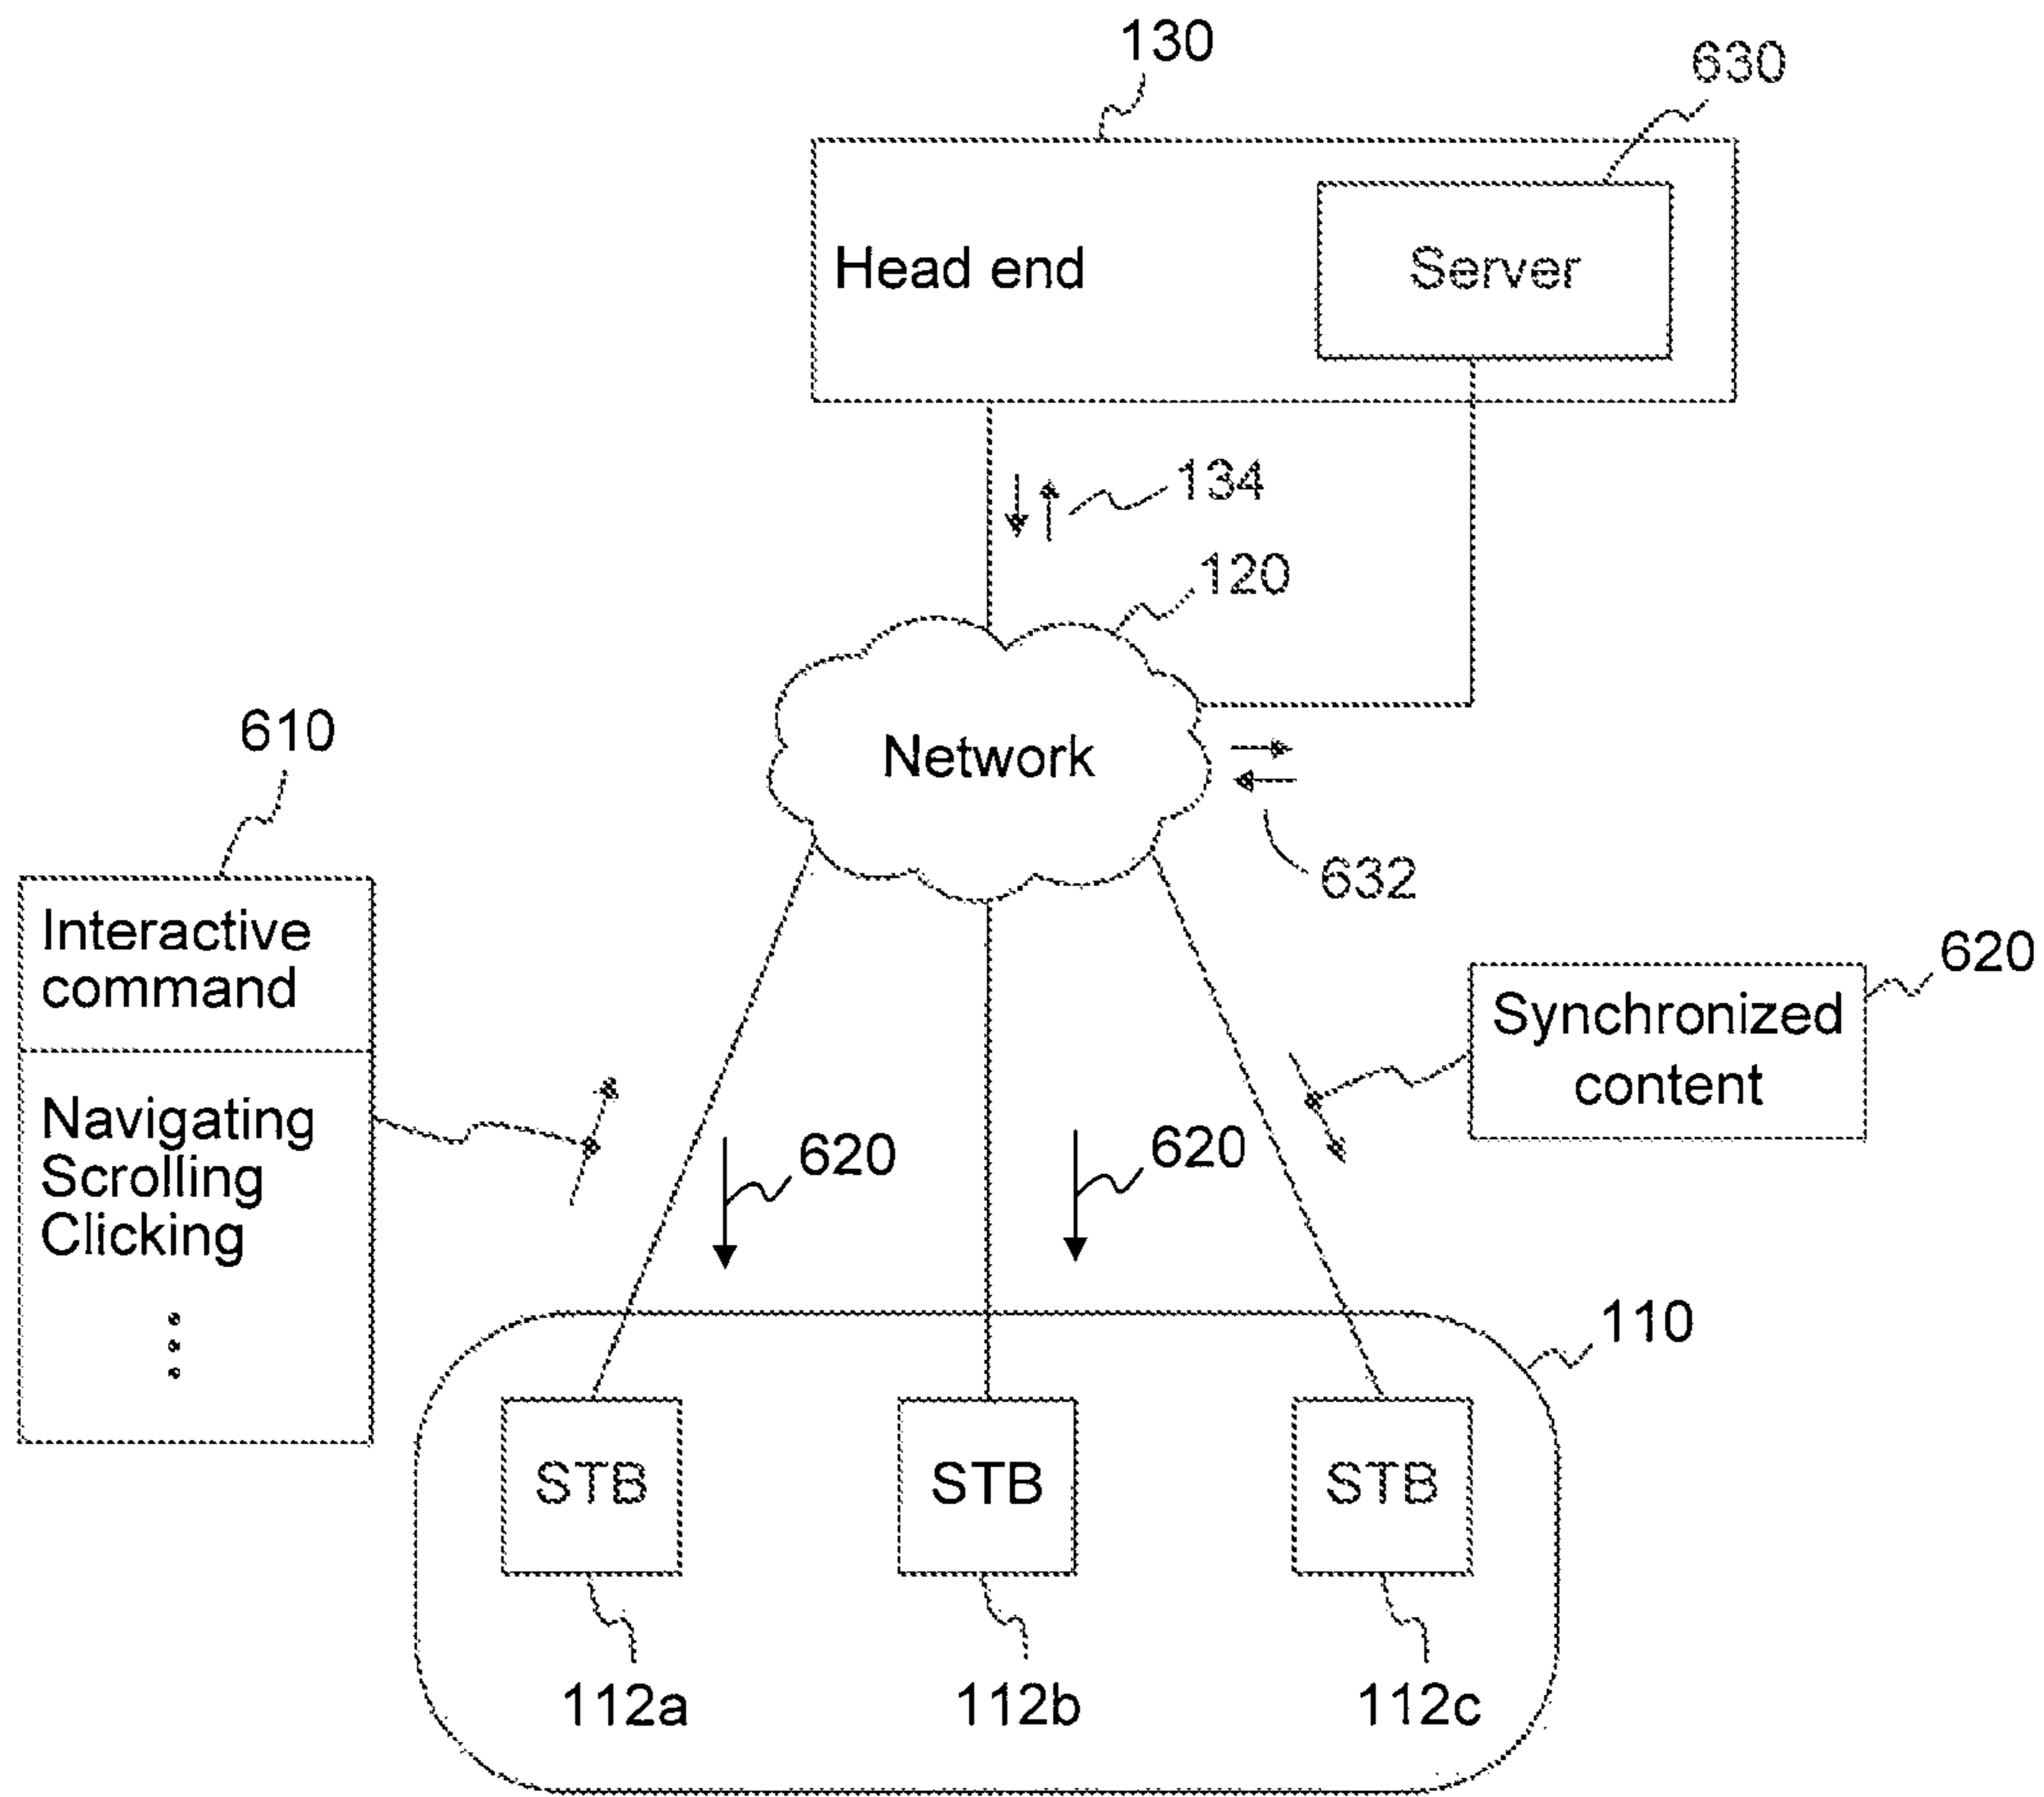 130
630
Head end
Server
134
120
610
Network
632
Interactive
command
620
Synchronized
content
Navigating
Scrolling
Clicking
620
620
110
STB
STB
STB
112a
112b
112c